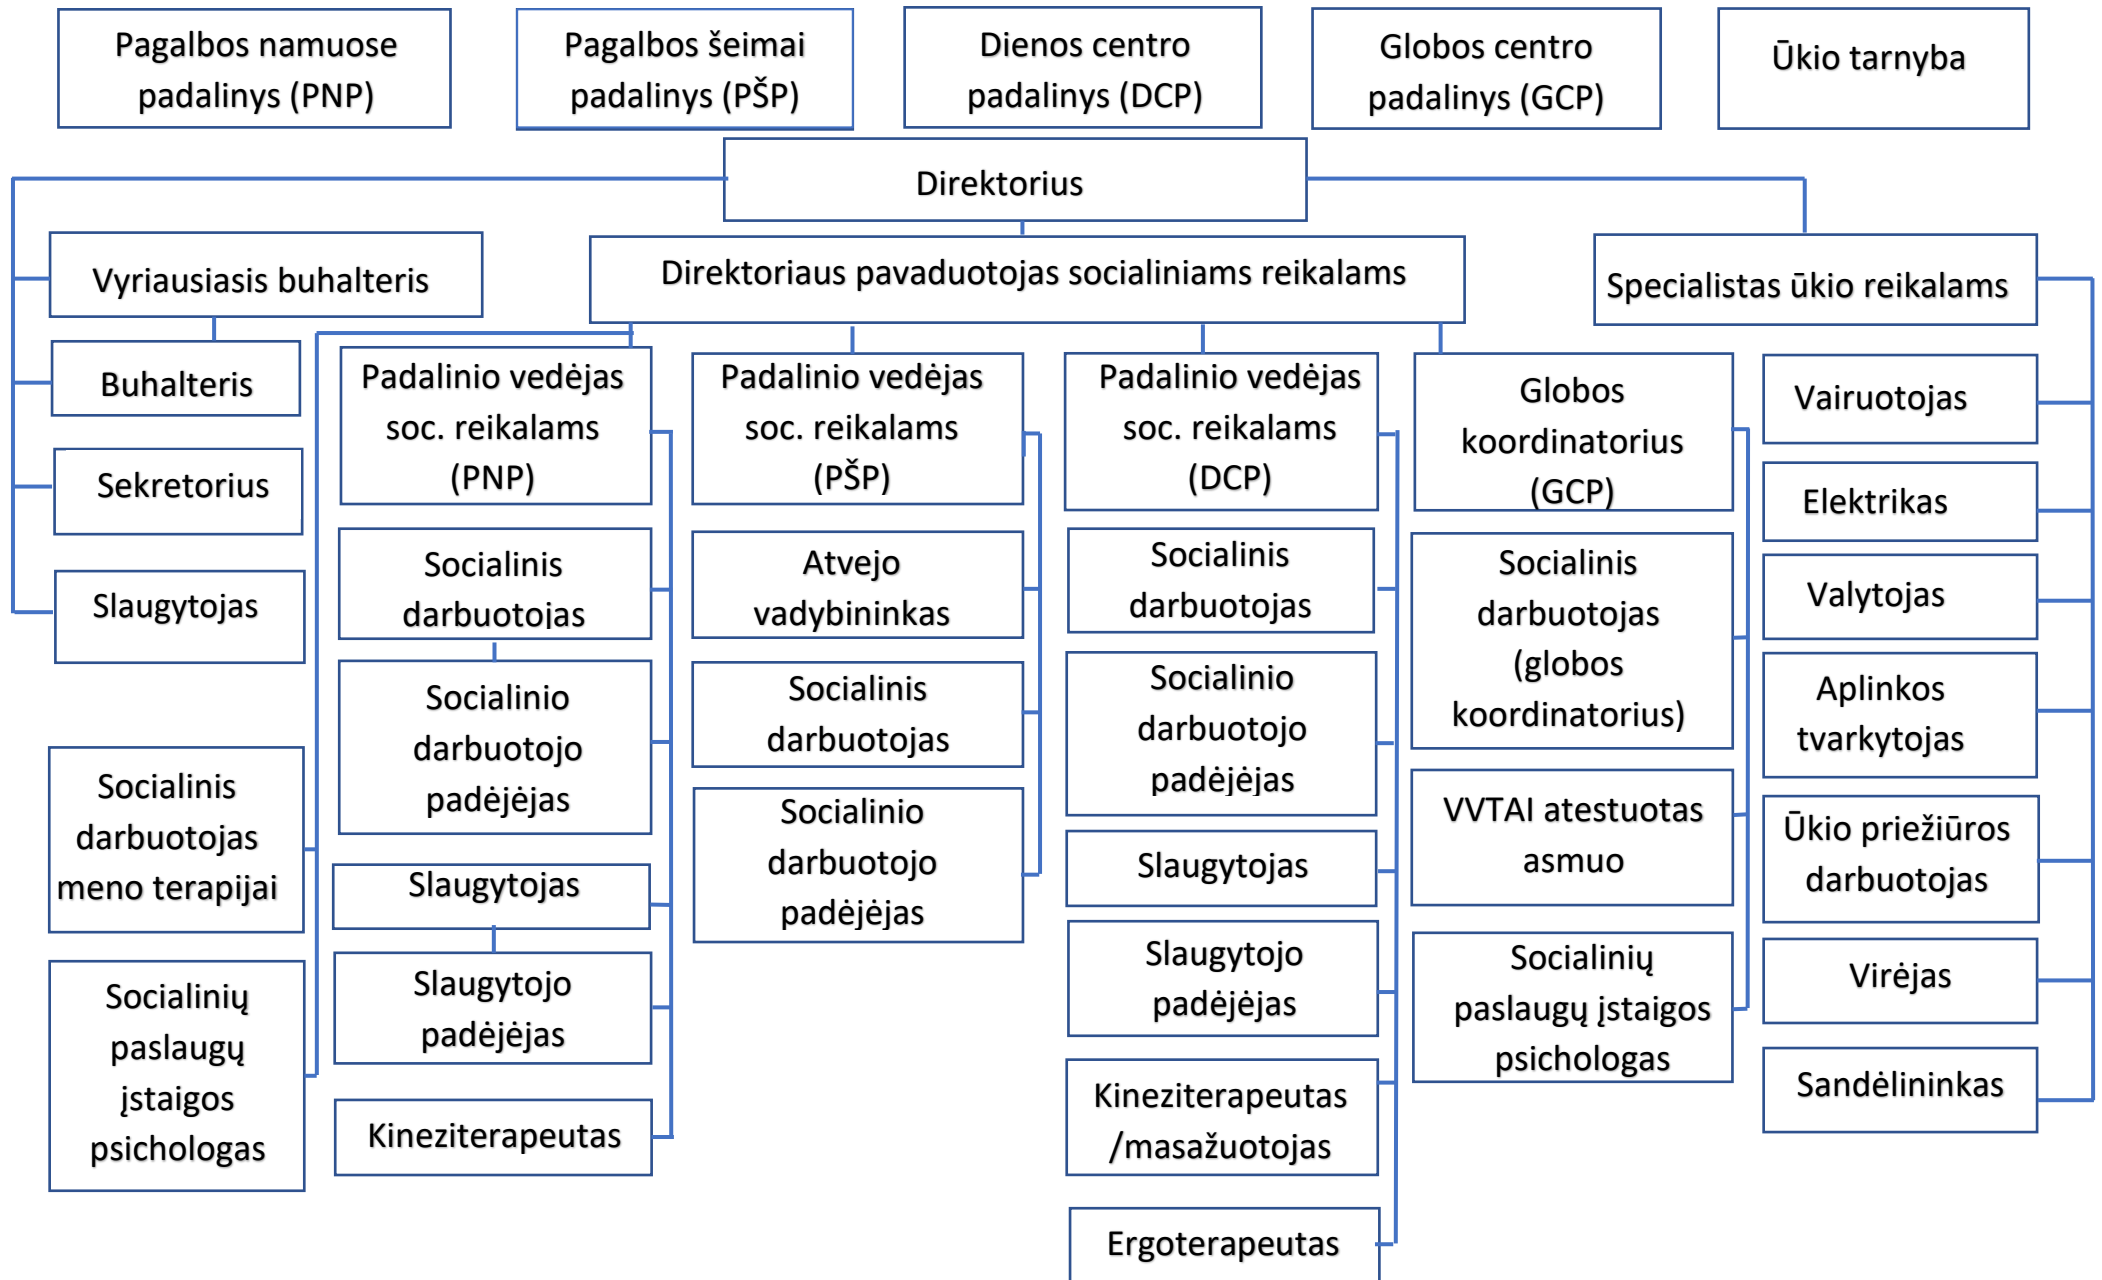 Pagalbos namuose
padalinys (PNP)
Pagalbos šeimai
padalinys (PŠP)
Dienos centro
padalinys (DCP)
Globos centro
padalinys (GCP)
Ūkio tarnyba
Direktorius
Vyriausiasis buhalteris
Direktoriaus pavaduotojas socialiniams reikalams
Specialistas ūkio reikalams
Buhalteris
Sekretorius
Slaugytojas
Socialinis
darbuotojas
meno terapijai
Socialinių
paslaugų
įstaigos
psichologas
Padalinio vedėjas
soc. reikalams
(PNP)
Socialinis
darbuotojas
Socialinio
darbuotojo
padėjėjas
Slaugytojas
Slaugytojo
padėjėjas
Kineziterapeutas
Padalinio vedėjas
soc. reikalams
(PŠP)
Atvejo
vadybininkas
Socialinis
darbuotojas
Socialinio
darbuotojo
padėjėjas
Padalinio vedėjas
soc. reikalams
(DCP)
Socialinis
darbuotojas
Socialinio
darbuotojo
padėjėjas
Slaugytojas
Slaugytojo
padėjėjas
Kineziterapeutas
/masažuotojas
Ergoterapeutas
Globos
koordinatorius
(GCP)
Socialinis
darbuotojas
(globos
koordinatorius)
VVTAI atestuotas
asmuo
Socialinių
paslaugų įstaigos
psichologas
Vairuotojas
Elektrikas
Valytojas
Aplinkos
tvarkytojas
Ūkio priežiūros
darbuotojas
Virėjas
Sandėlininkas